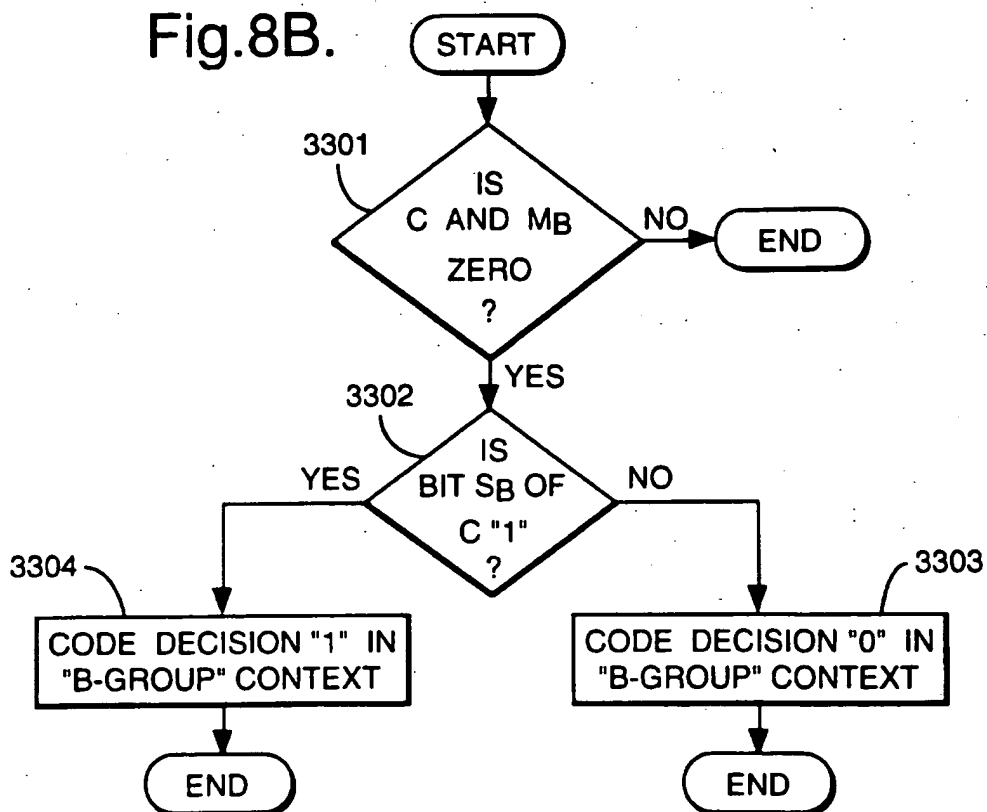 Fig.8B.
START
3301
IS
C AND MB
ZERO
?
NO
END
YES
3302
IS
BIT SB OF
C "1"
?
YES
NO
3304
3303
CODE DECISION "1" IN
"B-GROUP" CONTEXT
CODE DECISION "0" IN
"B-GROUP" CONTEXT
END
END